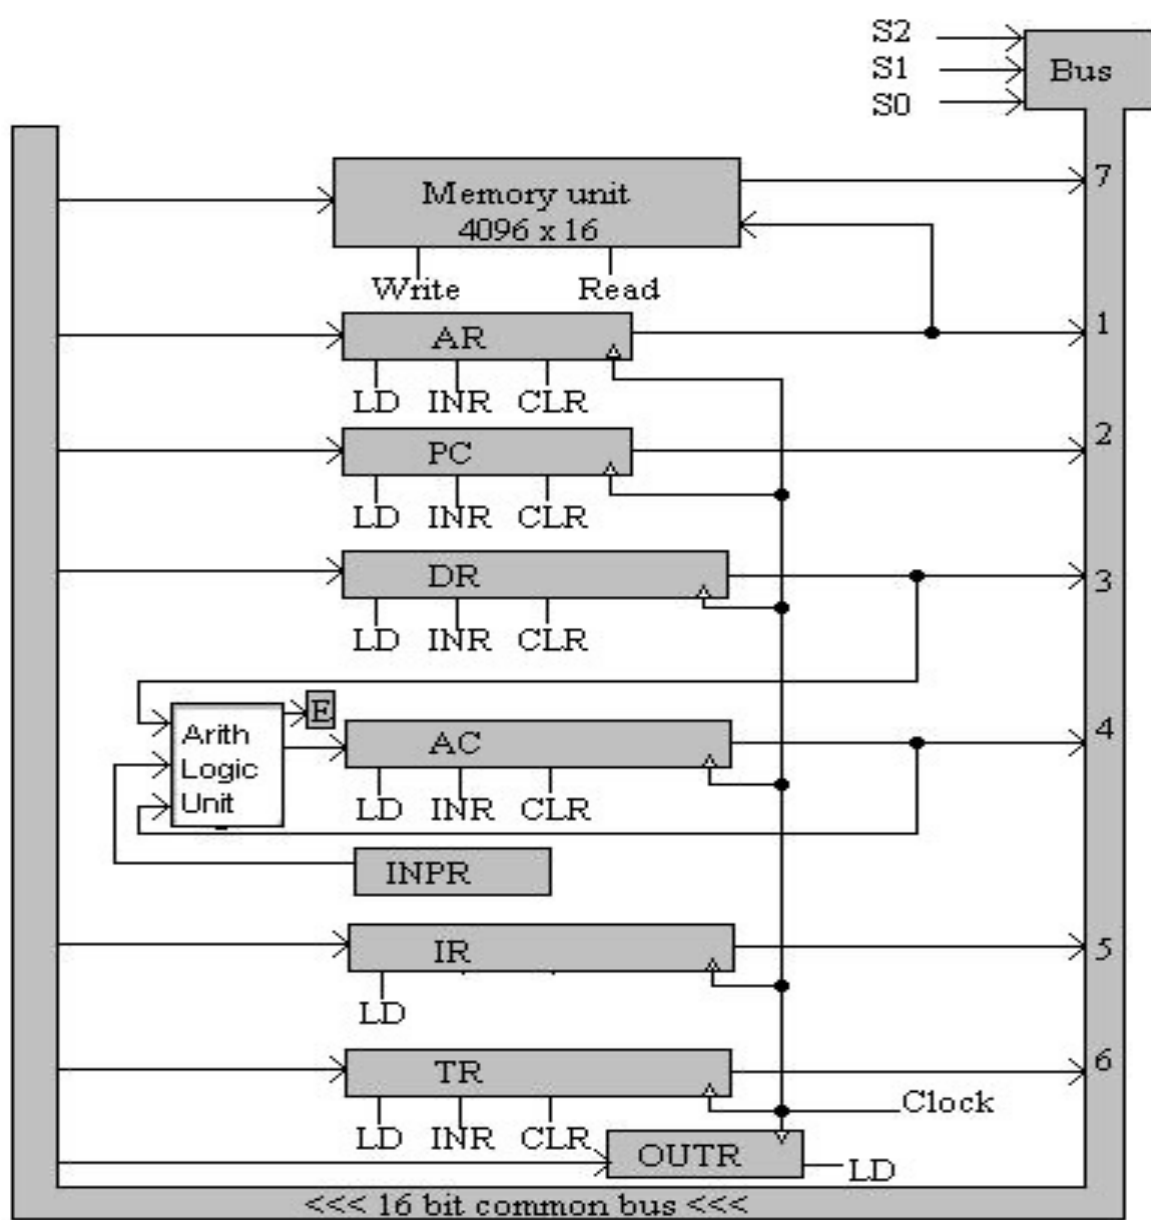 S2
S1
S0
Bus
Memory unit
4096 x 16
7
Write Read
AR
1
LD INR CLR
PC
2
LD INR CLR
DR
3
LD INR CLR
E
Arith
Logic
Unit
AC
4
LD INR CLR
INPR
IR
5
LD
TR
6
Clock
LD INR CLR
OUTR
LD
<<< 16 bit common bus <<<